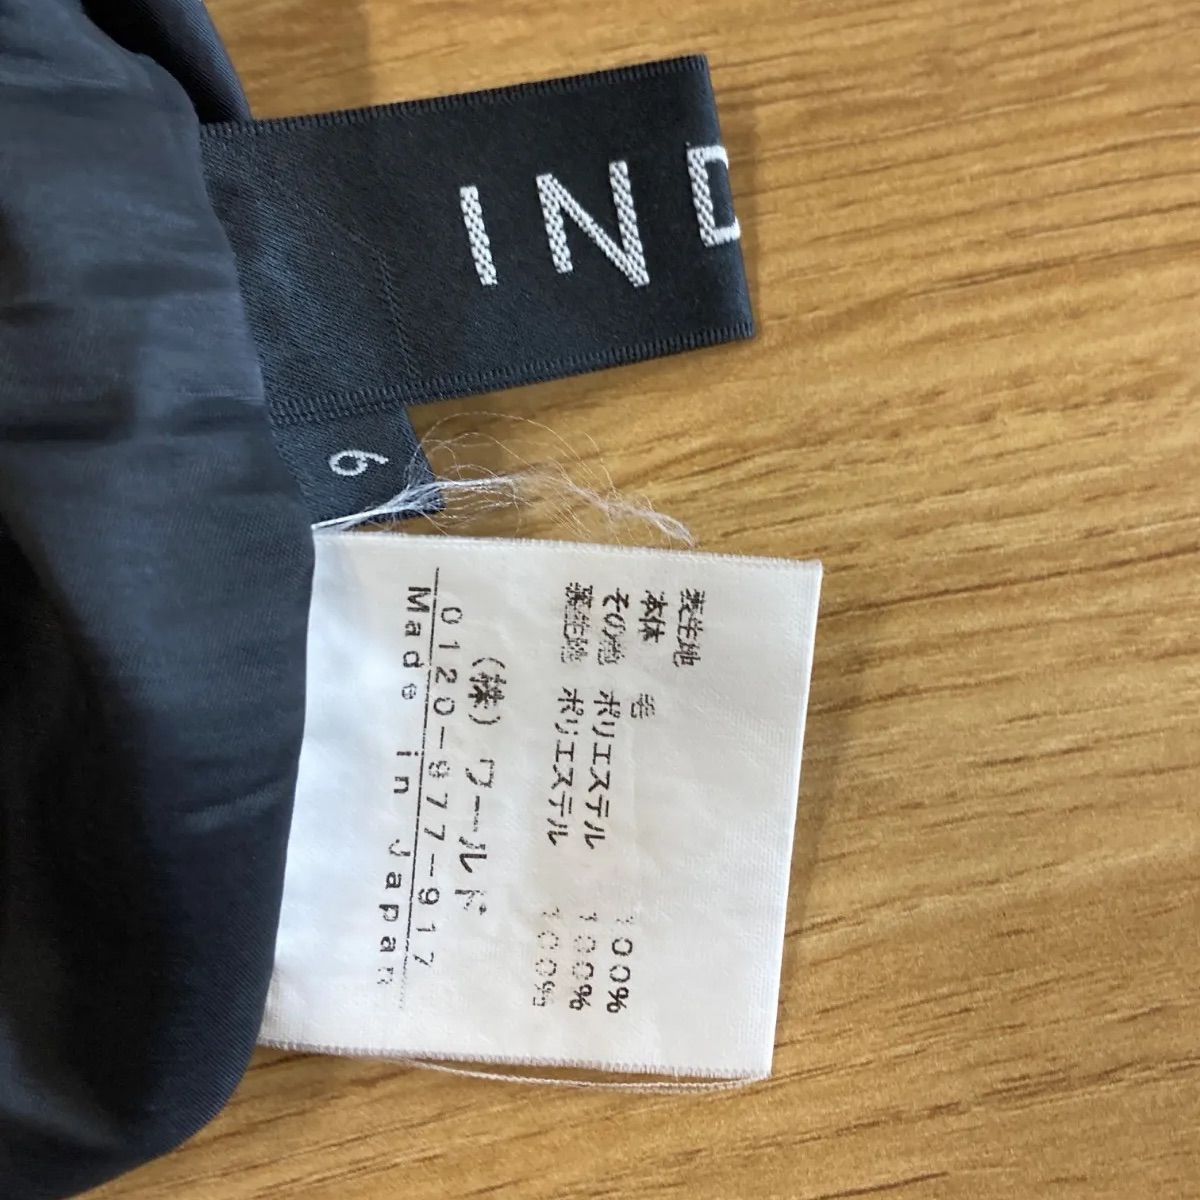 IND
9
表生地
本体 毛 100%
その他 ポリエステル 100%
裏生地 ポリエステル 100%
(株)ワールド
0120-977-917
Made in Japan